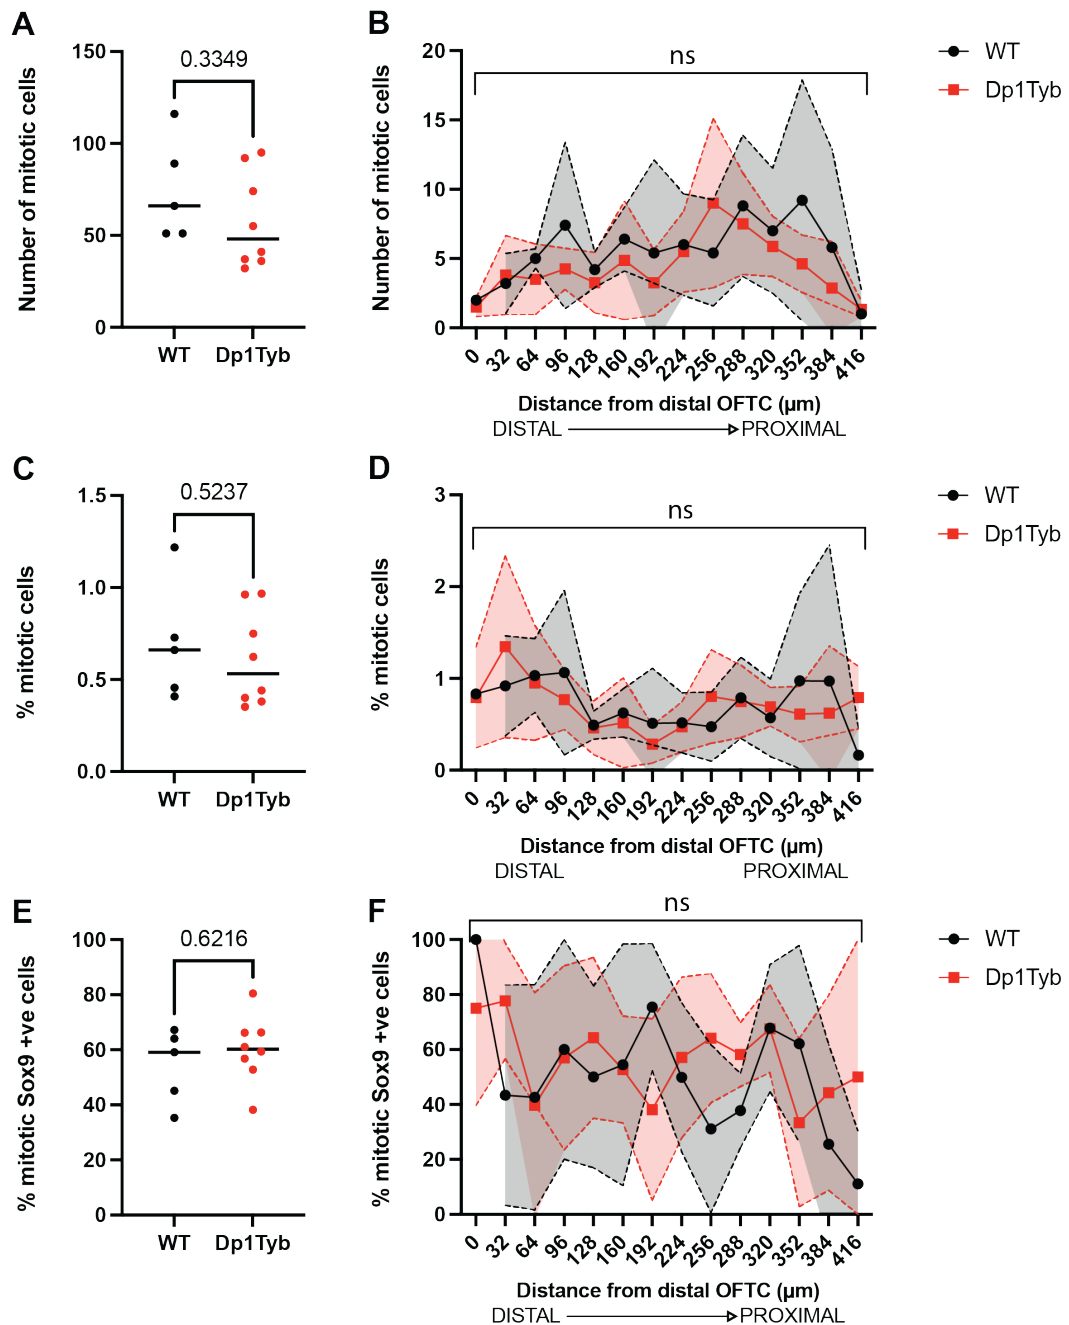 A
Number of mitotic cells
150
100
50
0
0.3349
WT
Dp1Tyb
B
Number of mitotic cells
20
15
10
5
0
ns
WT
Dp1Tyb
0 32 64 96 128 160 192 224 256 288 320 352 384 416
Distance from distal OFTC (µm)
DISTAL PROXIMAL
C
% mitotic cells
1.5
1.0
0.5
0.0
0.5237
WT
Dp1Tyb
D
% mitotic cells
3
2
1
0
ns
WT
Dp1Tyb
0 32 64 96 128 160 192 224 256 288 320 352 384 416
Distance from distal OFTC (µm)
DISTAL PROXIMAL
E
% mitotic Sox9 +ve cells
100
80
60
40
20
0
0.6216
WT
Dp1Tyb
F
% mitotic Sox9 +ve cells
100
80
60
40
20
0
ns
WT
Dp1Tyb
0 32 64 96 128 160 192 224 256 288 320 352 384 416
Distance from distal OFTC (µm)
DISTAL PROXIMAL